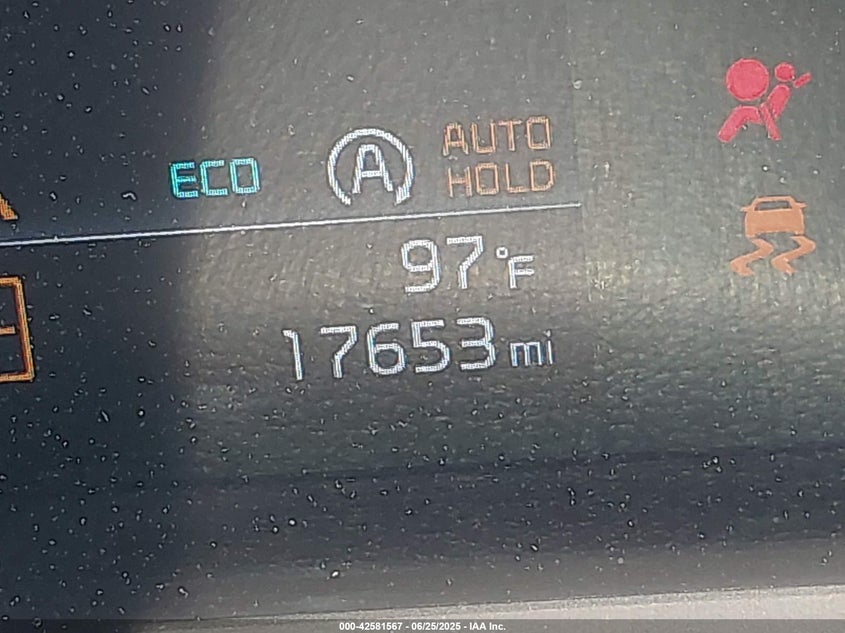 ECO
A
AUTO
HOLD
97°F
17653 mi
000-42581567 - 06/25/2025 - IAA Inc.